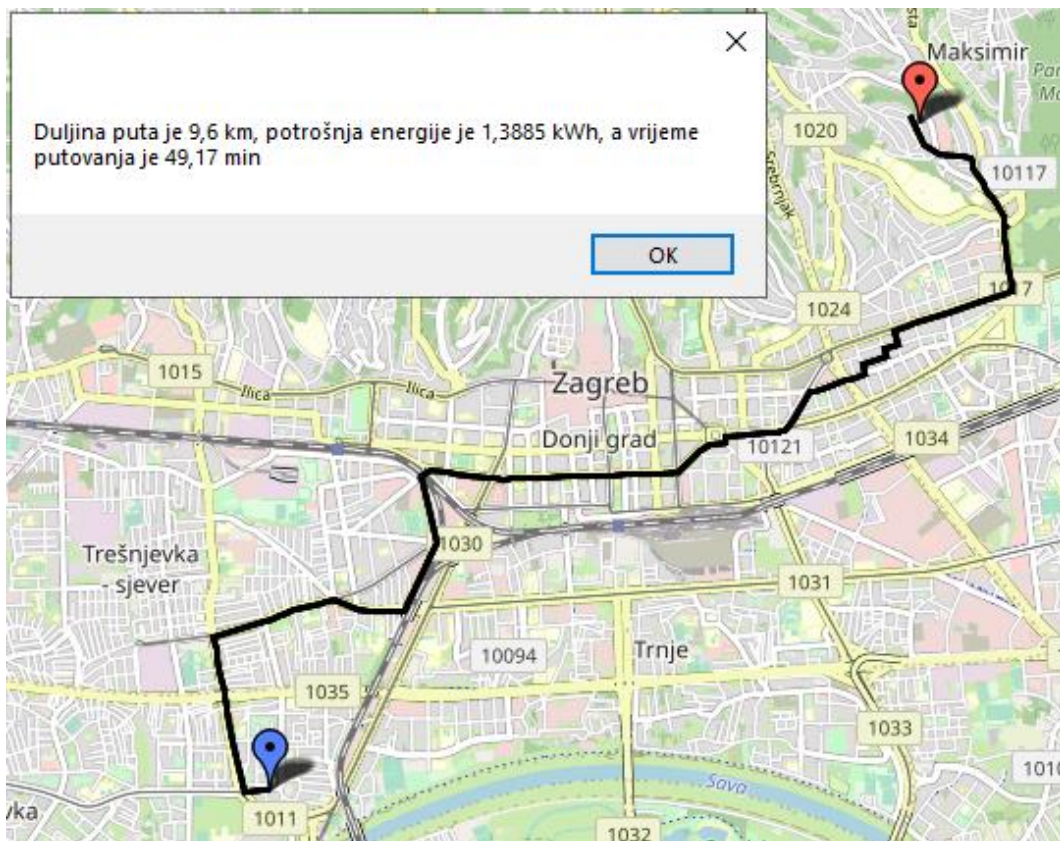 Duljina puta je 9,6 km, potrošnja energije je 1,3885 kWh, a vrijeme
putovanja je 49,17 min
OK
Maksimir
1020
Srebrnjak
10117
1017
1024
1015
Ilica
Ilica
Zagreb
Donji grad
10121
1034
1030
Trešnjevka
- sjever
1031
10094
Trnje
1035
1033
Sava
1011
1032